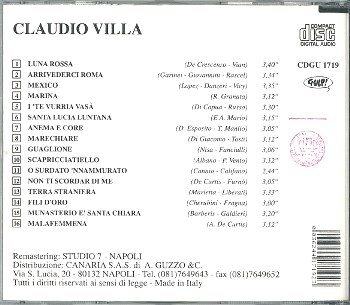 CLAUDIO VILLA
COMPACT
disc
DIGITAL AUDIO
CDGU 1719
GULP!
1 LUNA ROSSA (De Crescenzo - Vian) 3,40"
2 ARRIVEDERCI ROMA (Garinei - Giovannini - Rascel) 3,34"
3 MEXICO (Lopez - Danzeri - Vicy) 3,35"
4 MARINA (R. Granata) 3,12"
5 I 'TE VURRIA VASÀ (Di Capua - Russo) 3,30"
6 SANTA LUCIA LUNTANA (E.A. Mario) 3,15"
7 ANEMA E CORE (D. Esposito - T. Manlio) 3,05"
8 MARECHIARE (Di Giacomo - Tosti) 3,12"
9 GUAGLIONE (Nisa - Fanciulli) 3,06"
10 SCAPRICCIATIELLO (Albano - P. Vento) 3,12"
11 O SURDATO 'NNAMMURATO (Cannio - Califano) 2,44"
12 NON TI SCORDAR DI ME (De Curtis - Furnò) 3,05"
13 TERRA STRANIERA (Marletta - Liberati) 3,33"
14 FILI D'ORO (Cherubini - Fragna) 3,00"
15 MUNASTERIO E' SANTA CHIARA (Barberis - Galdieri) 3,20"
16 MALAFEMMENA (A. De Curtis) 3,12"
Remastering: STUDIO 7 - NAPOLI
Distribuzione: CANARIA S.A.S. di A. GUZZO &C.
Via S. Lucia, 20 - 80132 NAPOLI - Tel. (081)7649643 - fax (081)7649652
Tutti i diritti riservati ai sensi di legge - Made in Italy